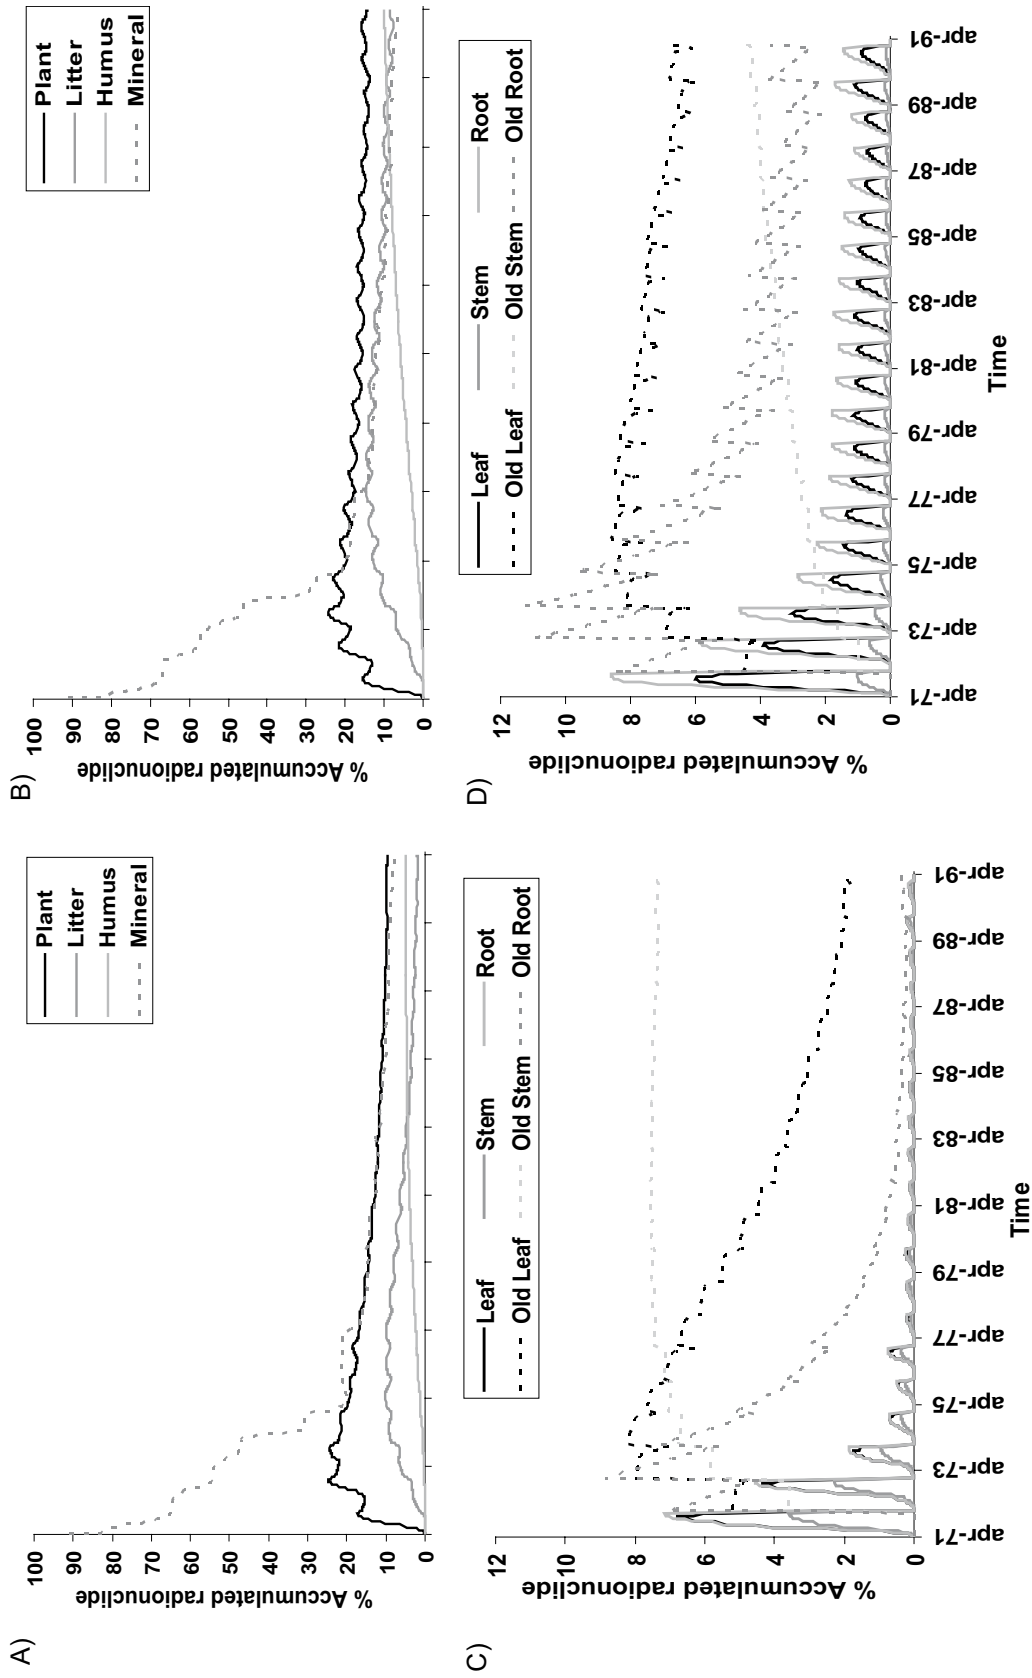 A)
% Accumulated radionuclide
100
90
80
70
60
50
40
30
20
10
0
Plant
Litter
Humus
Mineral
B)
% Accumulated radionuclide
100
90
80
70
60
50
40
30
20
10
0
Plant
Litter
Humus
Mineral
C)
% Accumulated radionuclide
12
10
8
6
4
2
0
Leaf Stem Root
Old Leaf Old Stem Old Root
apr-71 apr-73 apr-75 apr-77 apr-79 apr-81 apr-83 apr-85 apr-87 apr-89 apr-91
Time
D)
% Accumulated radionuclide
12
10
8
6
4
2
0
Leaf Stem Root
Old Leaf Old Stem Old Root
apr-71 apr-73 apr-75 apr-77 apr-79 apr-81 apr-83 apr-85 apr-87 apr-89 apr-91
Time